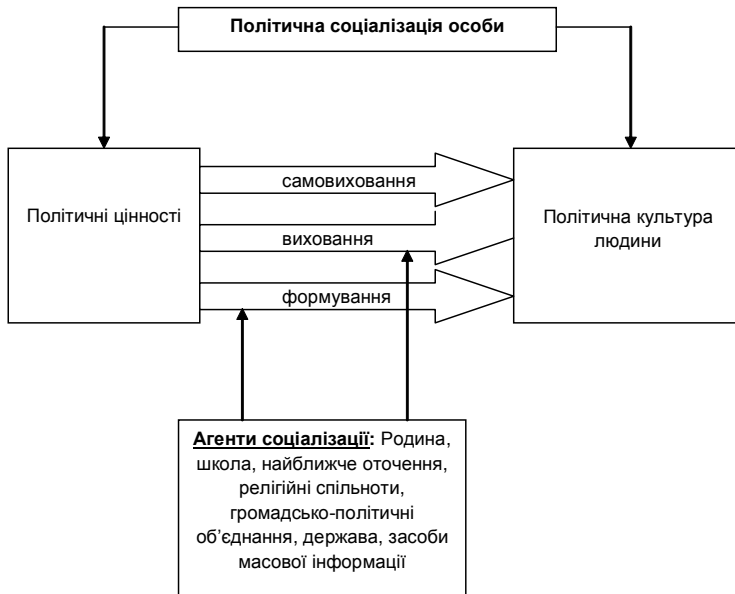 Політична соціалізація особи
Політичні цінності
самовиховання
виховання
формування
Політична культура
людини
Агенти соціалізації: Родина,
школа, найближче оточення,
релігійні спільноти,
громадсько-політичні
об’єднання, держава, засоби
масової інформації